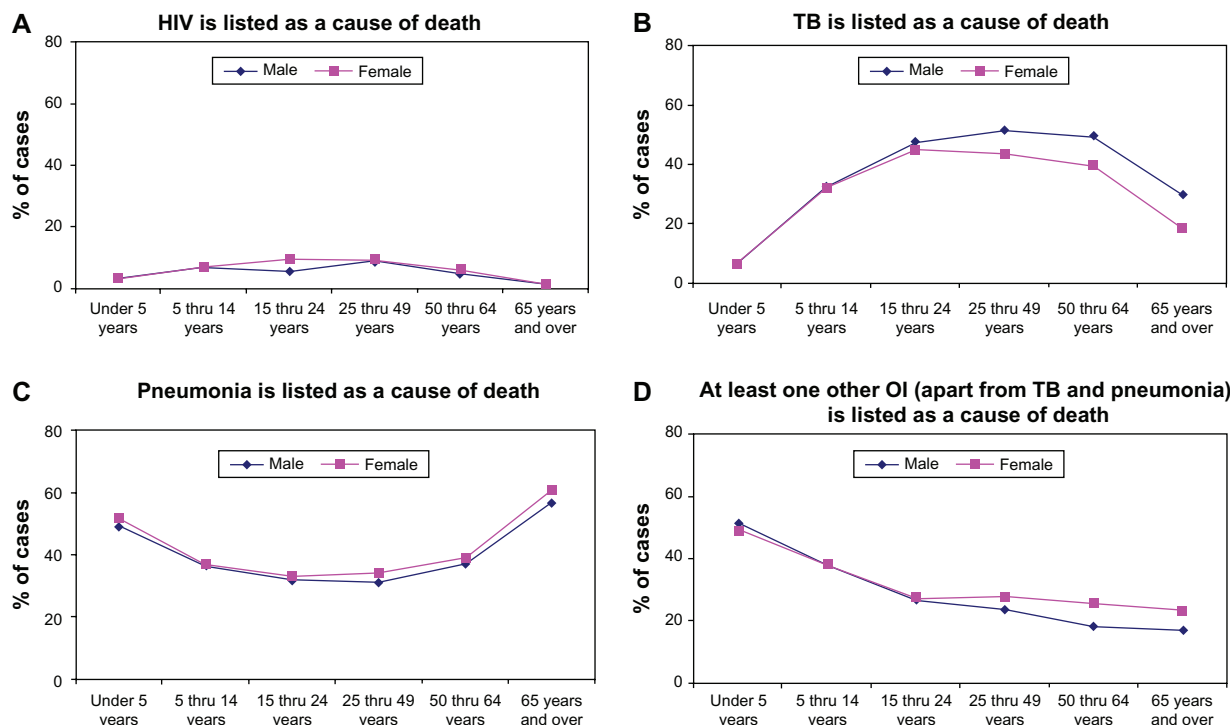 A
HIV is listed as a cause of death
80
60
40
20
0
% of cases
Male Female
Under 5 5 thru 14 15 thru 24 25 thru 49 50 thru 64 65 years
years years years years years and over
B
TB is listed as a cause of death
80
60
40
20
0
% of cases
Male Female
Under 5 5 thru 14 15 thru 24 25 thru 49 50 thru 64 65 years
years years years years years and over
C
Pneumonia is listed as a cause of death
80
60
40
20
0
% of cases
Male Female
Under 5 5 thru 14 15 thru 24 25 thru 49 50 thru 64 65 years
years years years years years and over
D
At least one other OI (apart from TB and pneumonia)
is listed as a cause of death
80
60
40
20
0
% of cases
Male Female
Under 5 5 thru 14 15 thru 24 25 thru 49 50 thru 64 65 years
years years years years years and over